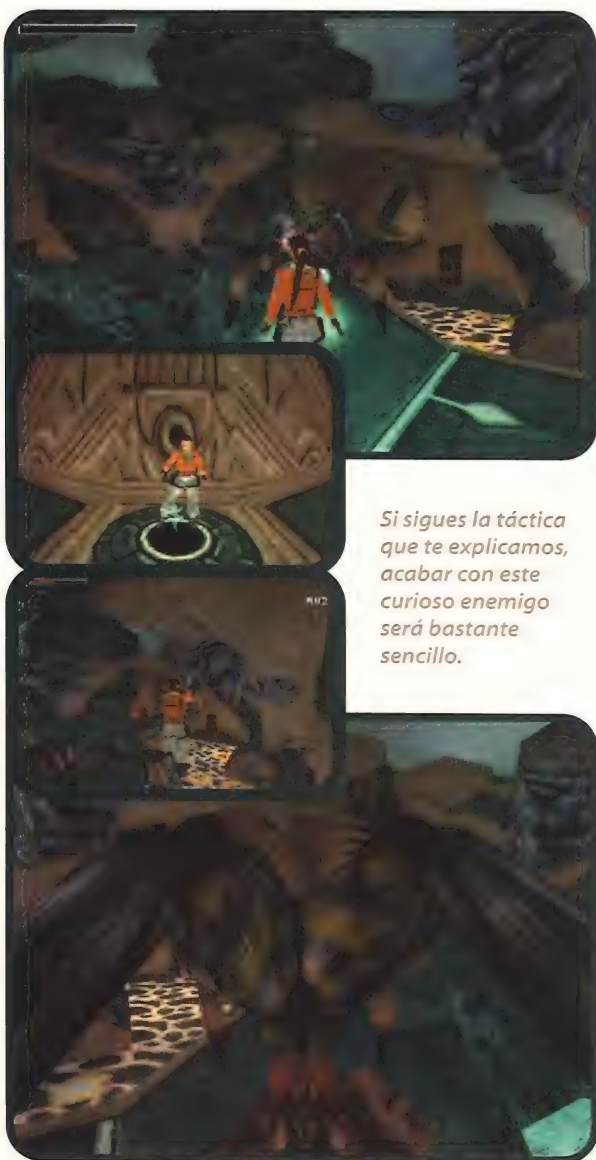 Si sigues la táctica
que te explicamos,
acabar con este
curioso enemigo
será bastante
sencillo.